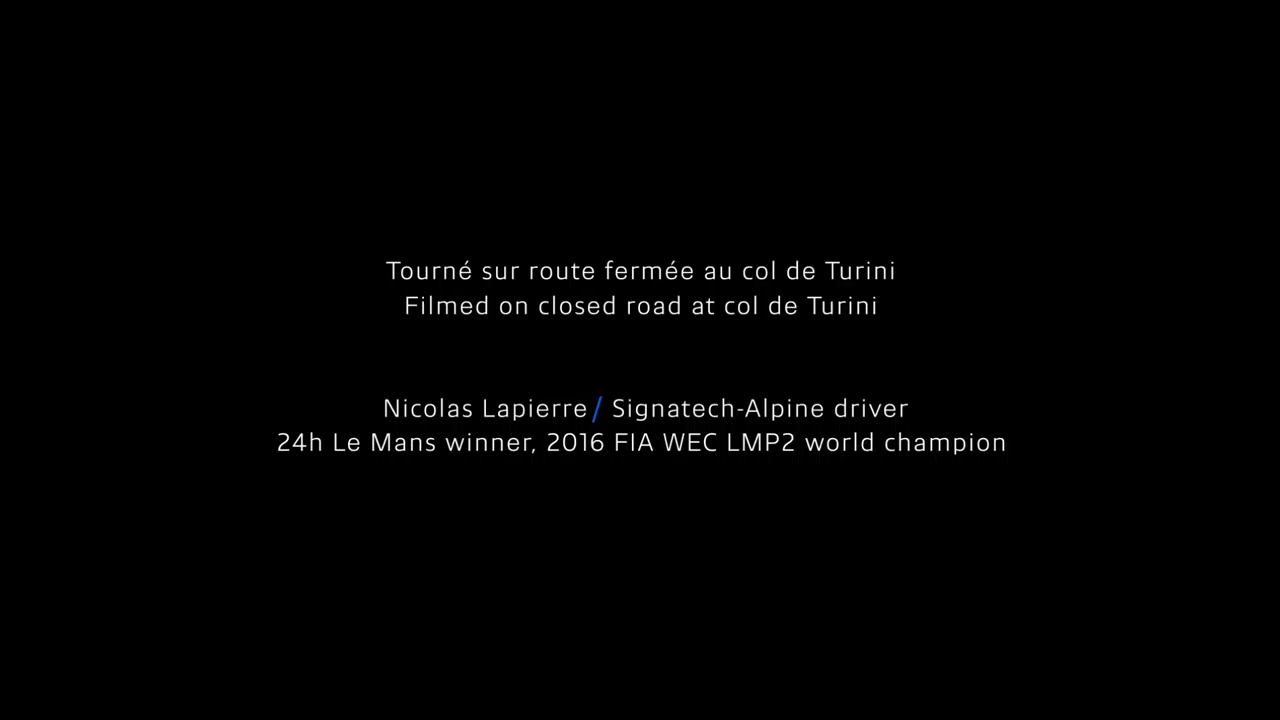 Tourné sur route fermée au col de Turini
Filmed on closed road at col de Turini
Nicolas Lapierre / Signatech-Alpine driver
24h Le Mans winner, 2016 FIA WEC LMP2 world champion